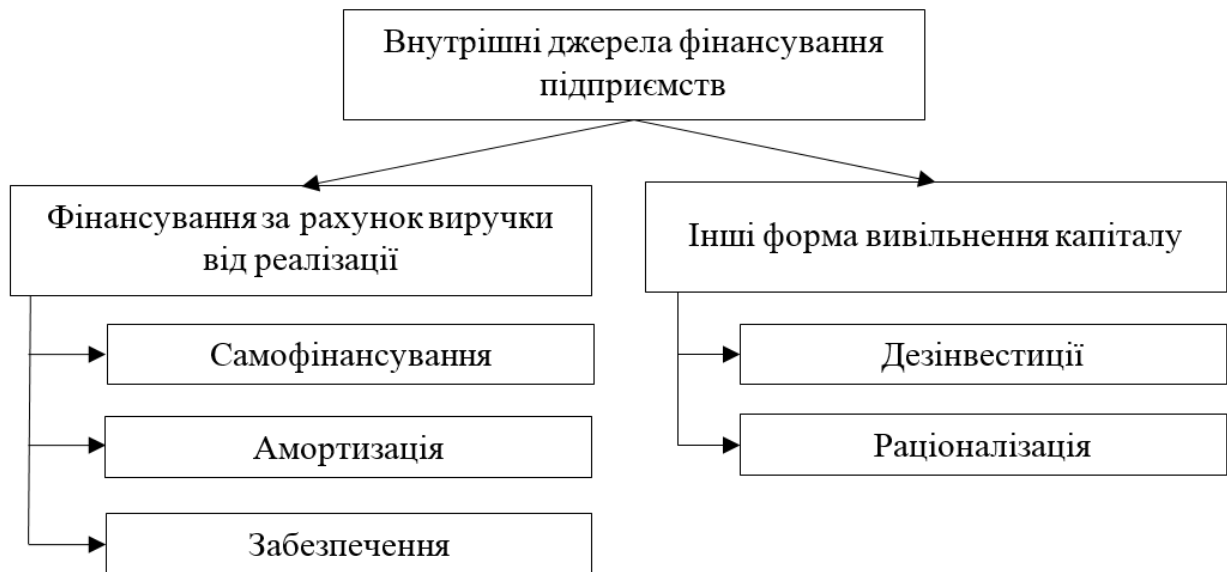 Внутрішні джерела фінансування
підприємств
Фінансування за рахунок виручки
від реалізації
Самофінансування
Амортизація
Забезпечення
Інші форма вивільнення капіталу
Дезінвестиції
Раціоналізація